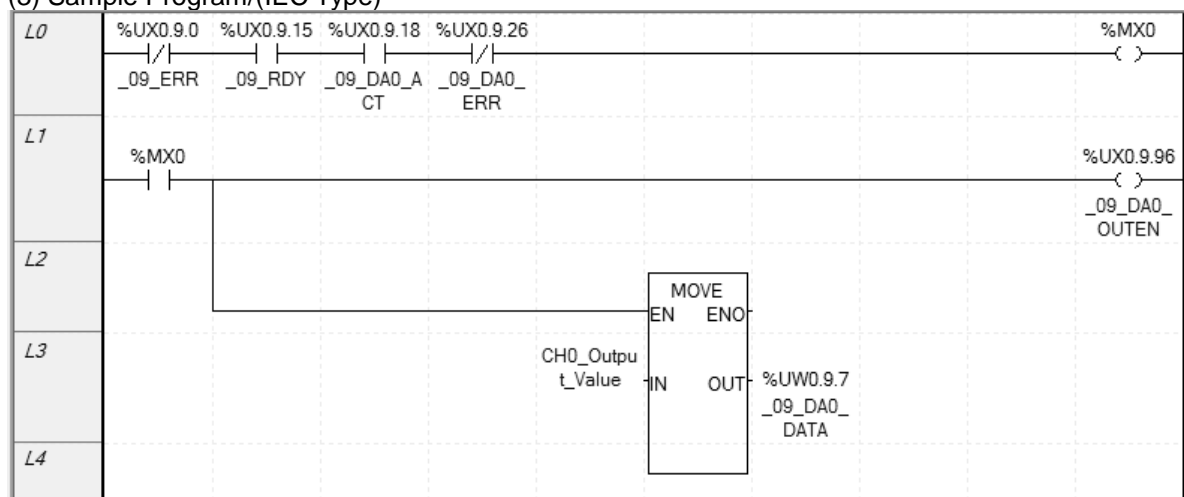 (8) Sample Program/(IEC Type)
L0 %UX0.9.0 %UX0.9.15 %UX0.9.18 %UX0.9.26 %MX0
_09_ERR _09_RDY _09_DA0_A _09_DA0_
CT ERR
L1
%MX0 %UX0.9.96
_09_DA0_
OUTEN
L2
MOVE
EN ENO
L3
CH0_Outpu
t_Value IN OUT %UW0.9.7
_09_DA0_
DATA
L4